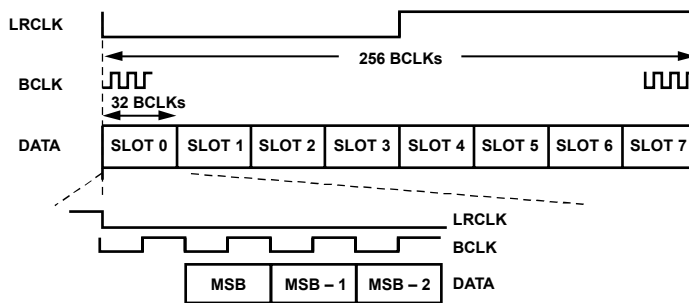 LRCLK
256 BCLKs
BCLK
32 BCLKs
DATA SLOT 0 SLOT 1 SLOT 2 SLOT 3 SLOT 4 SLOT 5 SLOT 6 SLOT 7
LRCLK
BCLK
MSB MSB – 1 MSB – 2 DATA